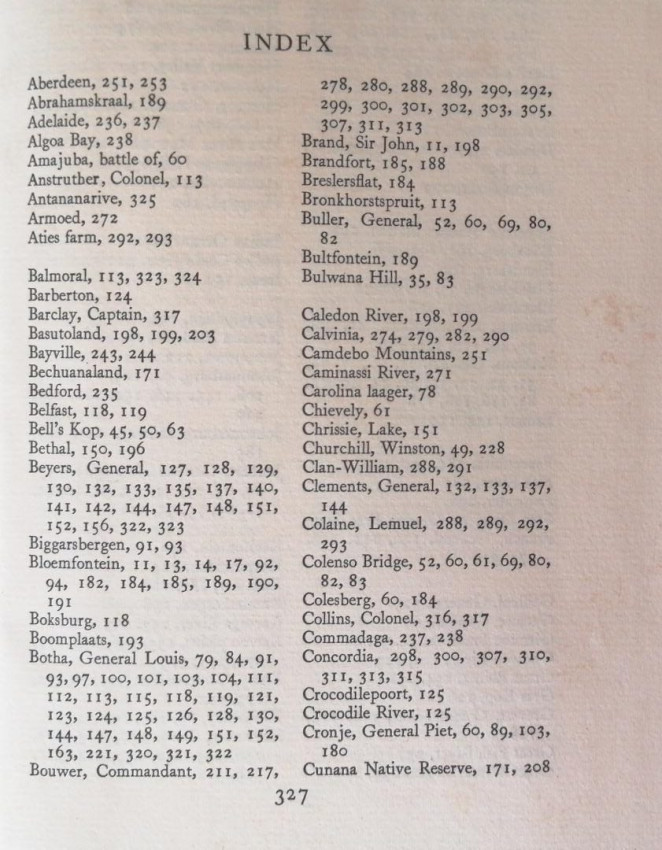 INDEX
Aberdeen, 251, 253
Abrahamskraal, 189
Adelaide, 236, 237
Algoa Bay, 238
Amajuba, battle of, 60
Anstruther, Colonel, 113
Antananarive, 325
Armoed, 272
Aties farm, 292, 293
Balmoral, 113, 323, 324
Barberton, 124
Barclay, Captain, 317
Basutoland, 198, 199, 203
Bayville, 243, 244
Bechuanaland, 171
Bedford, 235
Belfast, 118, 119
Bell's Kop, 45, 50, 63
Bethal, 150, 196
Beyers, General, 127, 128, 129,
130, 132, 133, 135, 137, 140,
141, 142, 144, 147, 148, 151,
152, 156, 322, 323
Biggarsbergen, 91, 93
Bloemfontein, 11, 13, 14, 17, 92,
94, 182, 184, 185, 189, 190,
191
Boksburg, 118
Boomplaats, 193
Botha, General Louis, 79, 84, 91,
93, 97, 100, 101, 103, 104, 111,
112, 113, 115, 118, 119, 121,
123, 124, 125, 126, 128, 130,
144, 147, 148, 149, 151, 152,
163, 221, 320, 321, 322
Bouwer, Commandant, 211, 217,
278, 280, 288, 289, 290, 292,
299, 300, 301, 302, 303, 305,
307, 311, 313
Brand, Sir John, 11, 198
Brandfort, 185, 188
Breslersflat, 184
Bronkhorstspruit, 113
Buller, General, 52, 60, 69, 80,
82
Bultfontein, 189
Bulwana Hill, 35, 83
Caledon River, 198, 199
Calvinia, 274, 279, 282, 290
Camdebo Mountains, 251
Caminassi River, 271
Carolina laager, 78
Chievely, 61
Chrissie, Lake, 151
Churchill, Winston, 49, 228
Clan-William, 288, 291
Clements, General, 132, 133, 137,
144
Colaine, Lemuel, 288, 289, 292,
293
Colenso Bridge, 52, 60, 61, 69, 80,
82, 83
Colesberg, 60, 184
Collins, Colonel, 316, 317
Commadaga, 237, 238
Concordia, 298, 300, 307, 310,
311, 313, 315
Crocodilepoort, 125
Crocodile River, 125
Cronje, General Piet, 60, 89, 103,
180
Cunana Native Reserve, 171, 208
327